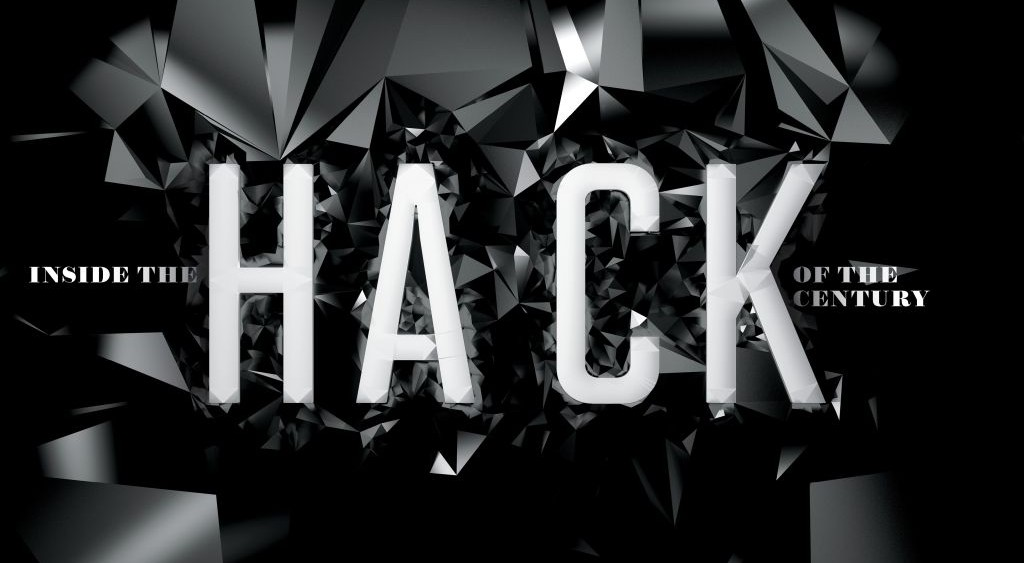 INSIDE THE
HACK
OF THE
CENTURY